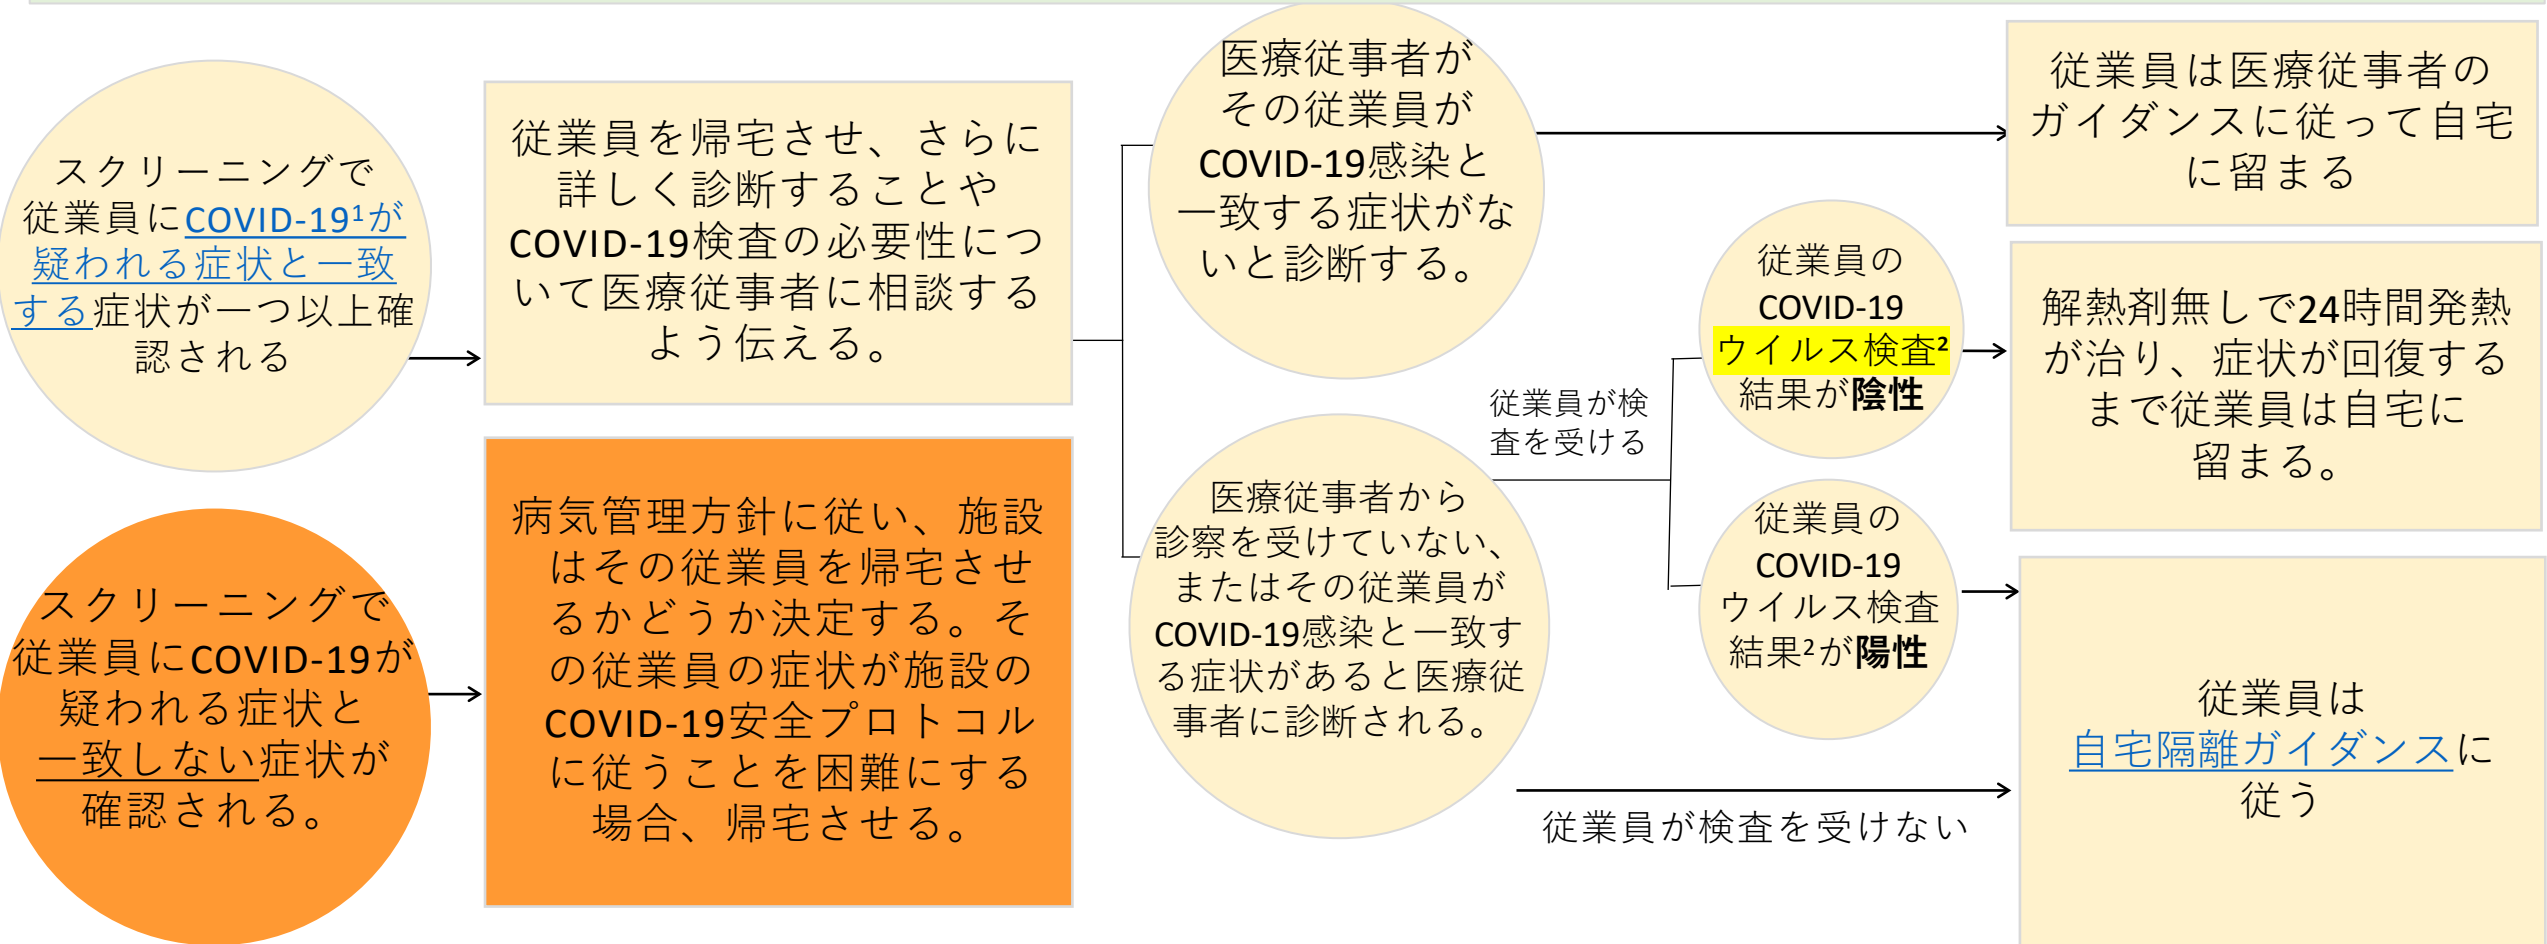 スクリーニングで
従業員にCOVID-19¹が
疑われる症状と一致
する症状が一つ以上確
認される
従業員を帰宅させ、さらに
詳しく診断することや
COVID-19検査の必要性につ
いて医療従事者に相談する
よう伝える。
医療従事者が
その従業員が
COVID-19感染と
一致する症状がな
いと診断する。
従業員は医療従事者の
ガイダンスに従って自宅
に留まる
従業員が検
査を受ける
従業員の
COVID-19
ウイルス検査²
結果が陰性
解熱剤無しで24時間発熱
が治り、症状が回復する
まで従業員は自宅に
留まる。
医療従事者から
診察を受けていない、
またはその従業員が
COVID-19感染と一致す
る症状があると医療従
事者に診断される。
従業員の
COVID-19
ウイルス検査
結果²が陽性
従業員が検査を受けない
従業員は
自宅隔離ガイダンスに
従う
スクリーニングで
従業員にCOVID-19が
疑われる症状と
一致しない症状が
確認される。
病気管理方針に従い、施設
はその従業員を帰宅させ
るかどうか決定する。そ
の従業員の症状が施設の
COVID-19安全プロトコル
に従うことを困難にする
場合、帰宅させる。